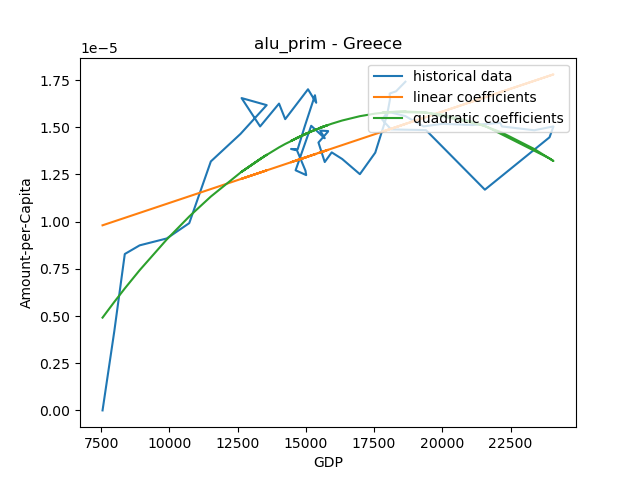 alu_prim - Greece
1e−5
historical data
linear coefficients
quadratic coefficients
1.75
1.50
1.25
1.00
0.75
0.50
0.25
0.00
Amount-per-Capita
7500 10000 12500 15000 17500 20000 22500
GDP